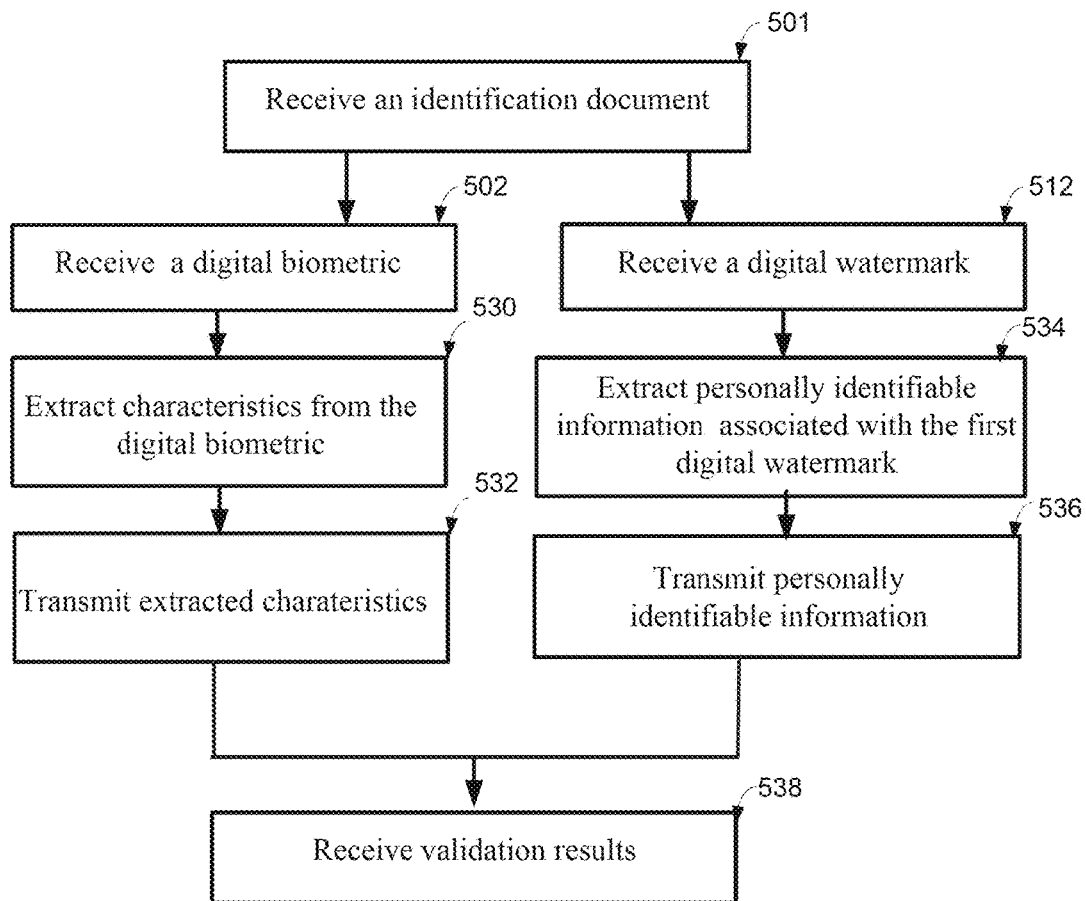 501
Receive an identification document
502
Receive a digital biometric
512
Receive a digital watermark
530
Extract characteristics from the
digital biometric
534
Extract personally identifiable
information associated with the first
digital watermark
532
Transmit extracted charateristics
536
Transmit personally
identifiable information
538
Receive validation results